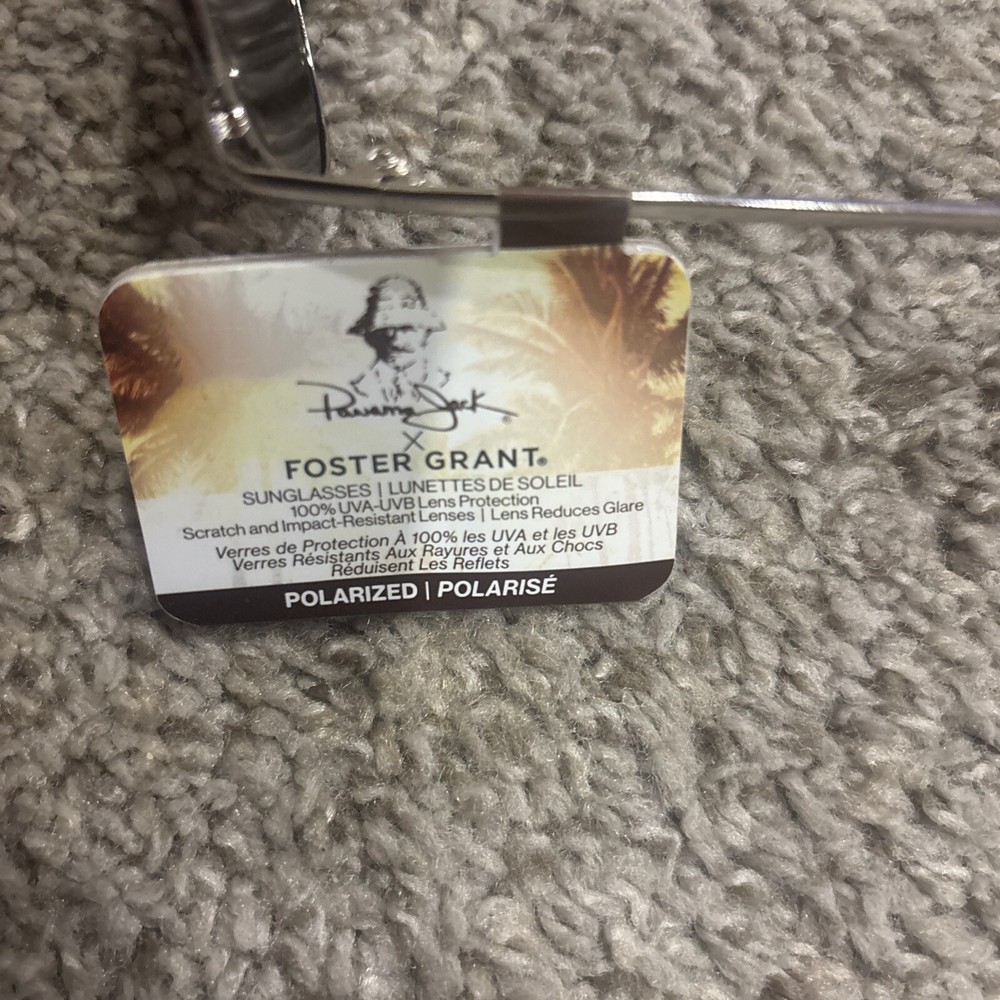 Panama Jack®
X
FOSTER GRANT®
SUNGLASSES | LUNETTES DE SOLEIL
100% UVA-UVB Lens Protection
Scratch and Impact-Resistant Lenses | Lens Reduces Glare
Verres de Protection À 100% les UVA et les UVB
Verres Résistants Aux Rayures et Aux Chocs
Réduisent Les Reflets
POLARIZED | POLARISÉ